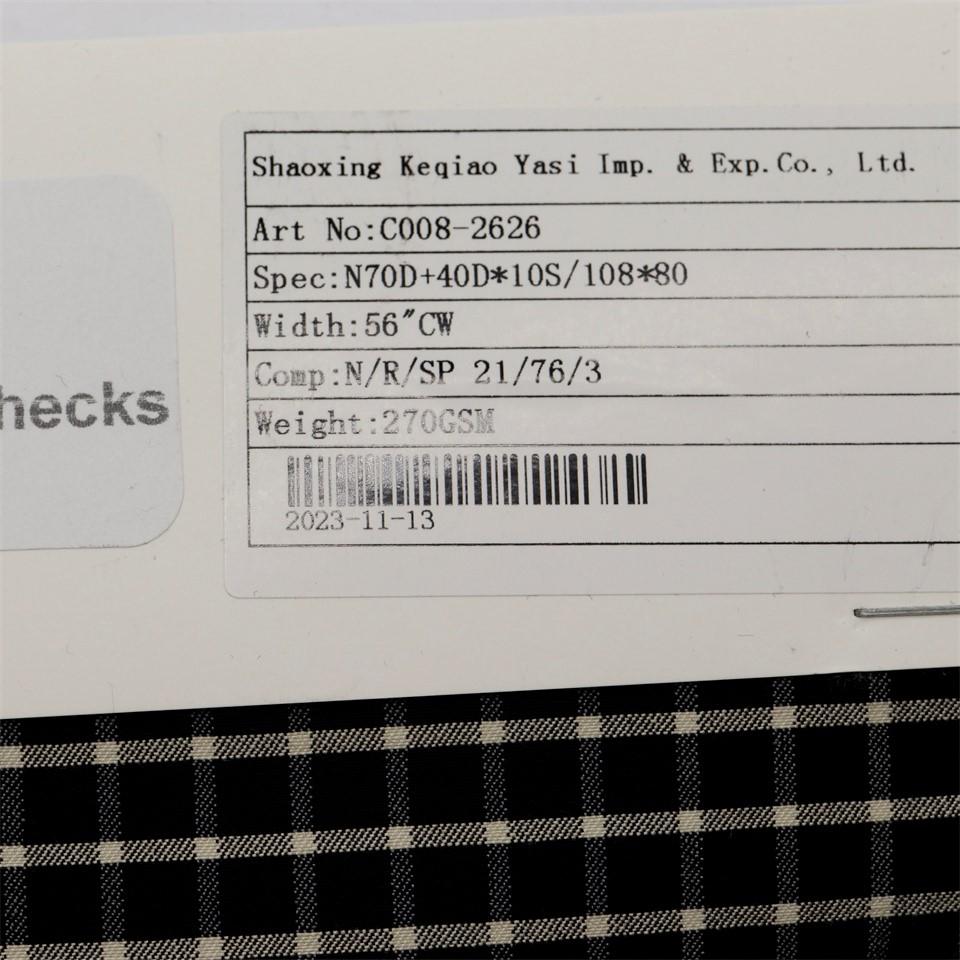 Shaoxing Keqiao Yasi Imp. & Exp.Co., Ltd.
Art No:C008-2626
Spec:N70D+40D*10S/108*80
Width:56"CW
Comp:N/R/SP 21/76/3
hecks
Weight:270GSM
2023-11-13